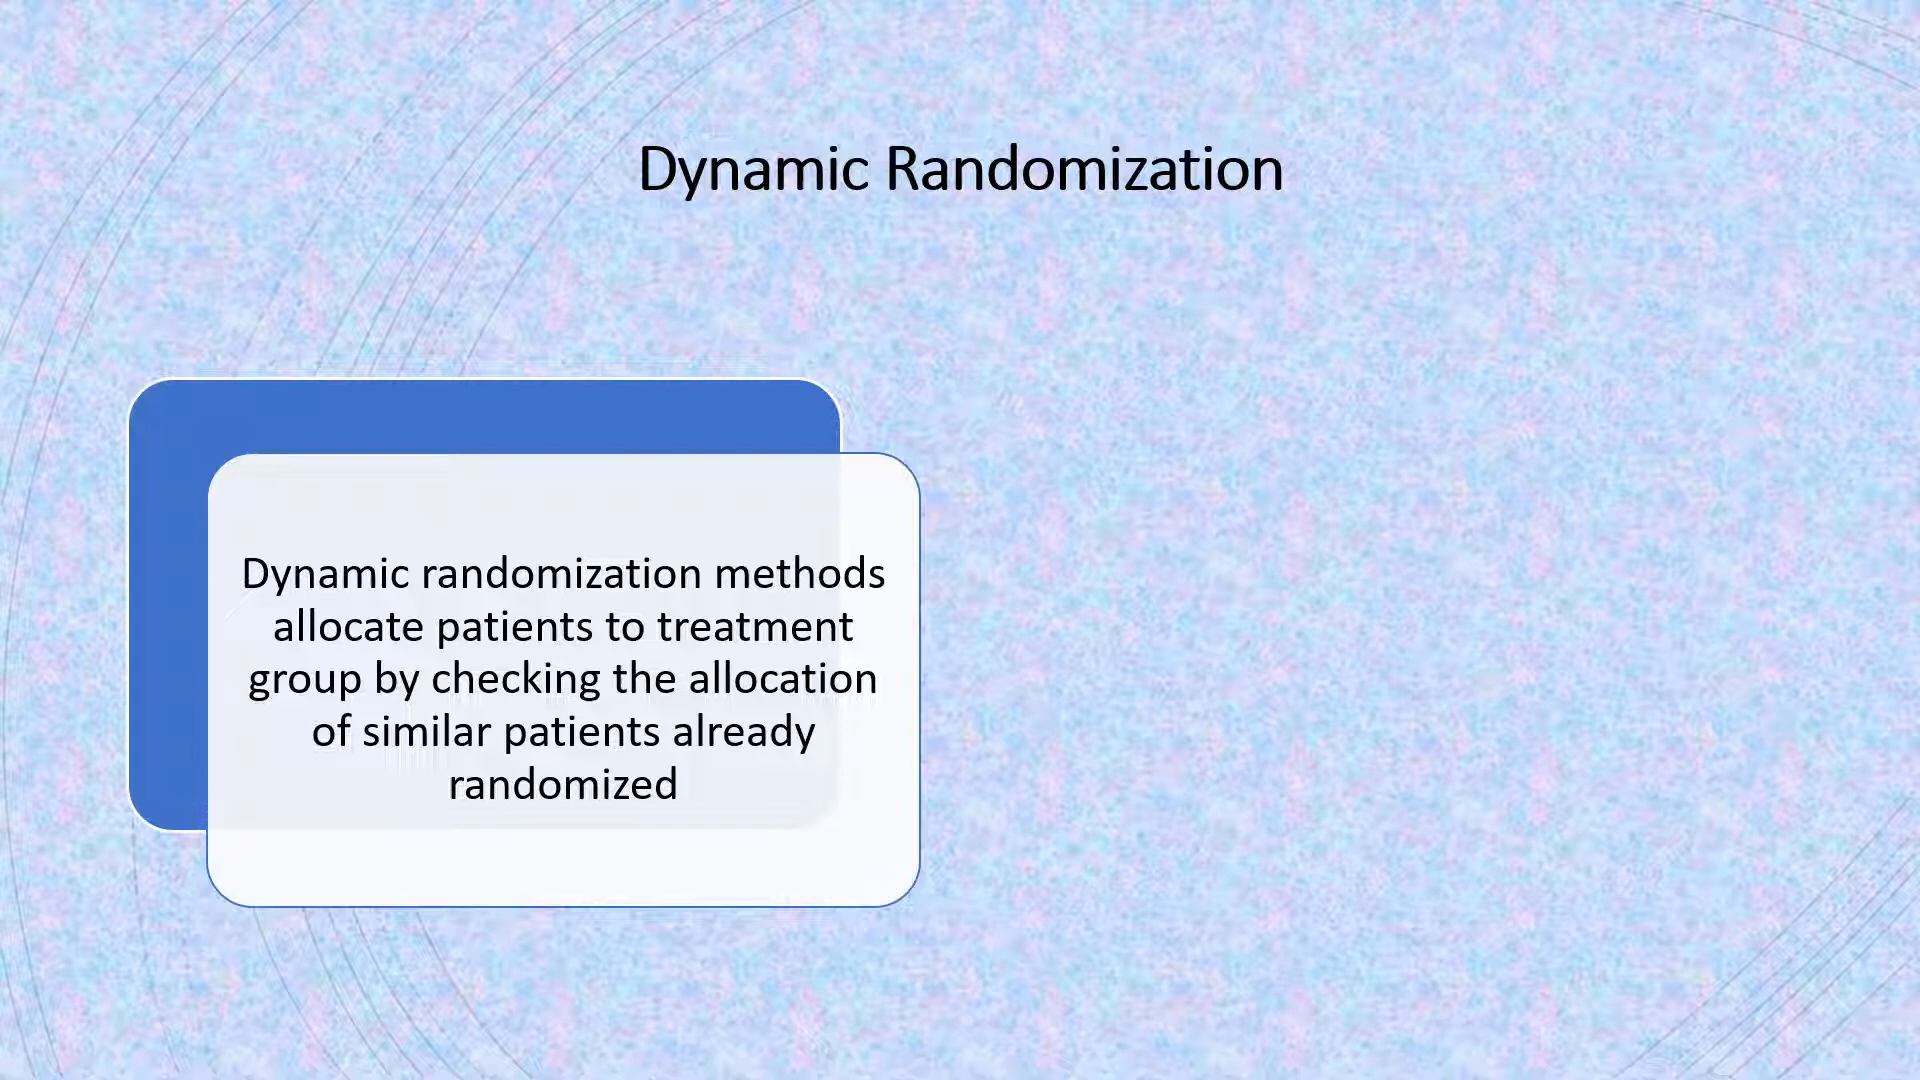 Dynamic Randomization
Dynamic randomization methods
allocate patients to treatment
group by checking the allocation
of similar patients already
randomized